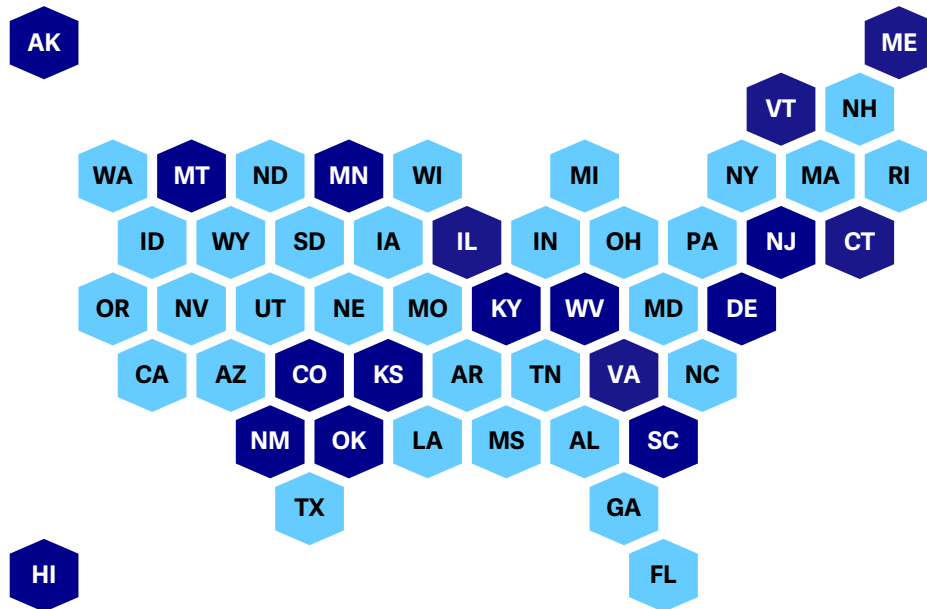 AK ME
VT NH
WA MT ND MN WI MI NY MA RI
ID WY SD IA IL IN OH PA NJ CT
OR NV UT NE MO KY WV MD DE
CA AZ CO KS AR TN VA NC
NM OK LA MS AL SC
TX GA
HI FL